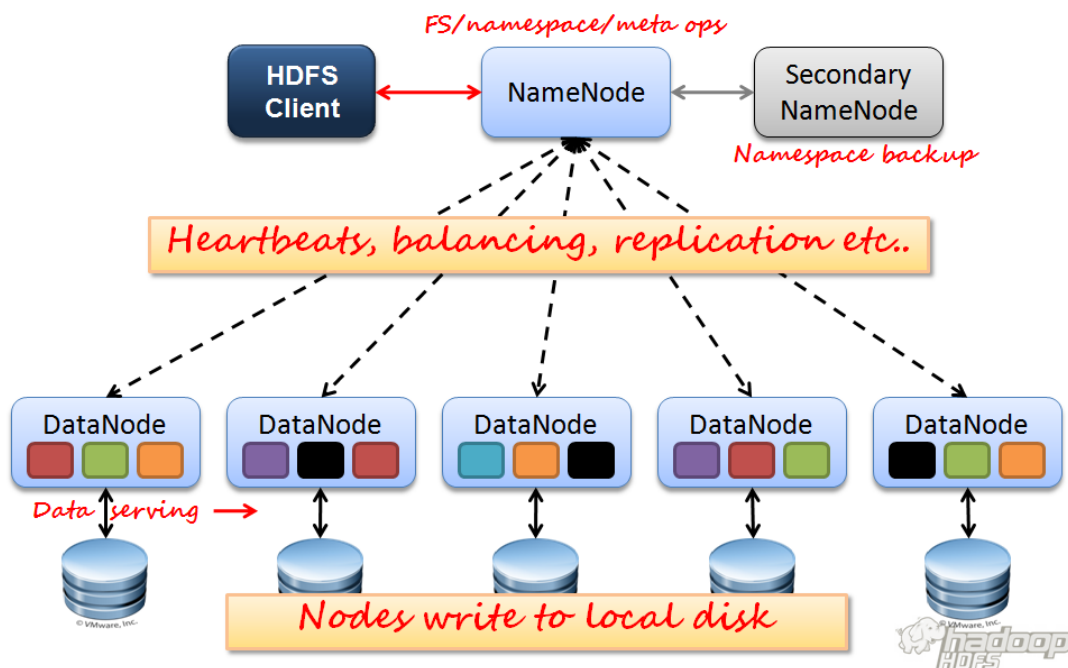 FS/namespace/meta ops
HDFS
Client
NameNode
Secondary
NameNode
Namespace backup
Heartbeats, balancing, replication etc..
DataNode
DataNode
DataNode
DataNode
DataNode
Data serving
Nodes write to local disk
© VMware, Inc.
© VMware, Inc.
hadoop
HDFS